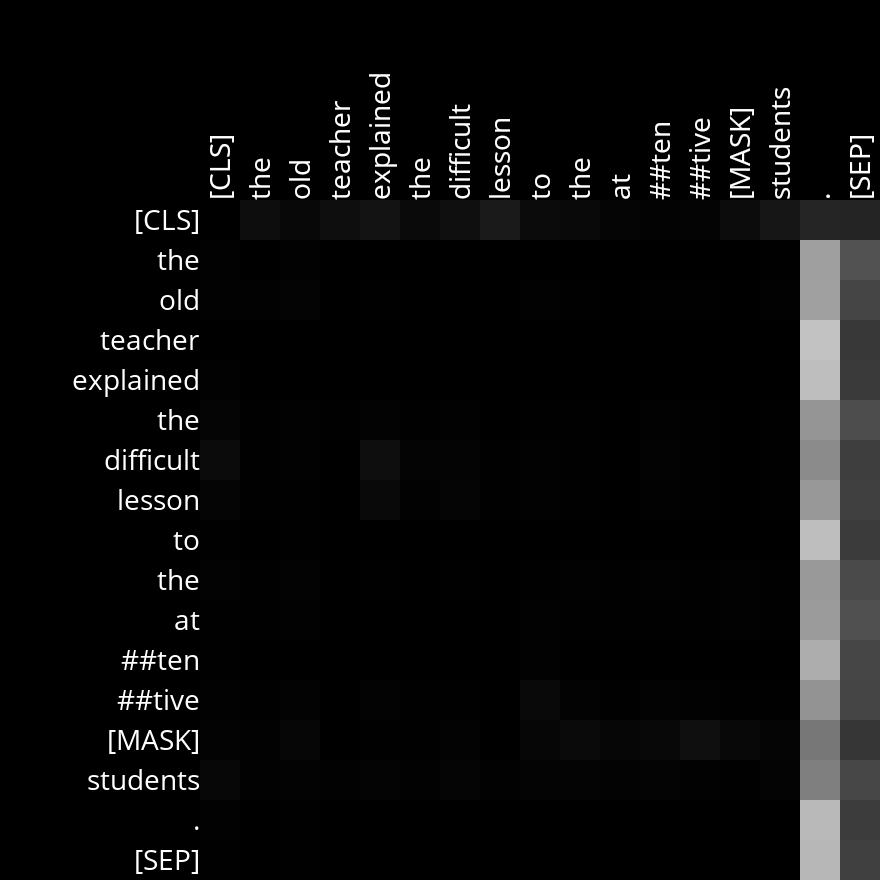 [CLS] the old teacher explained the difficult lesson to the at ##ten ##tive [MASK] students . [SEP]
[CLS]
the
old
teacher
explained
the
difficult
lesson
to
the
at
##ten
##tive
[MASK]
students
.
[SEP]